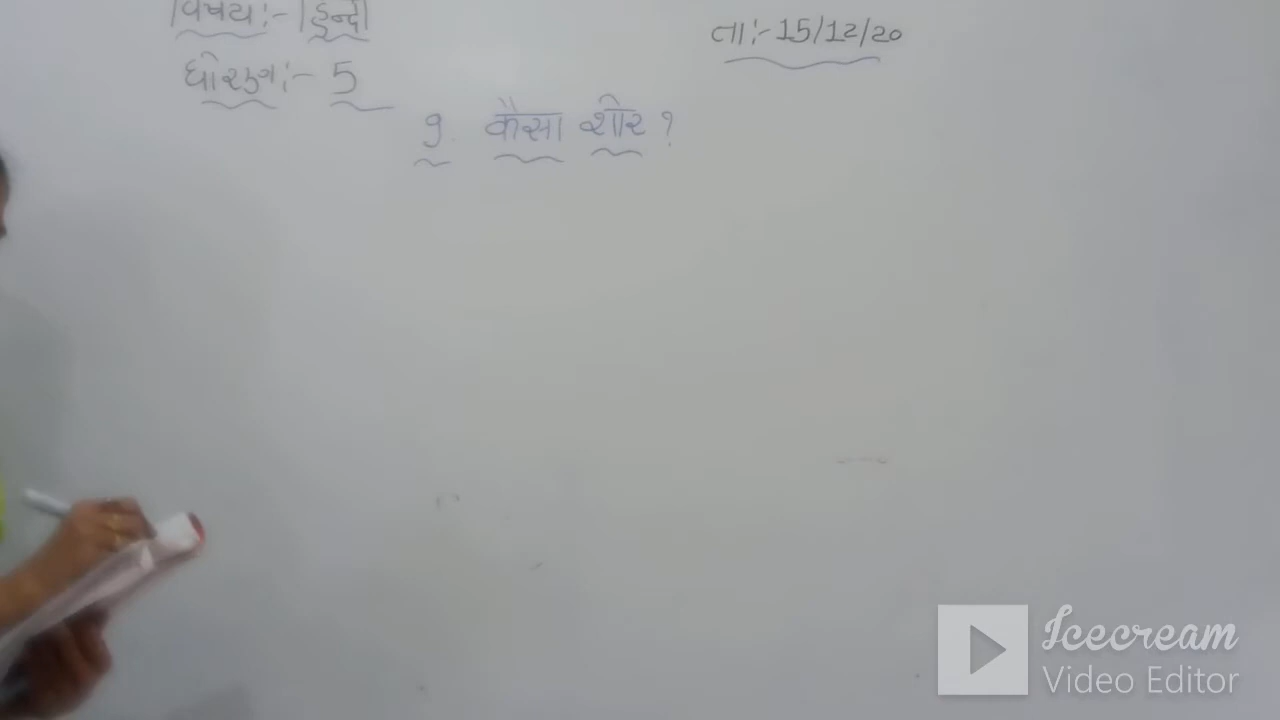 વિષય:- હિન્દી
તા:- 15/12/20
ધોરણ:- 5
9. कैसा शोर ?
Icecream
Video Editor